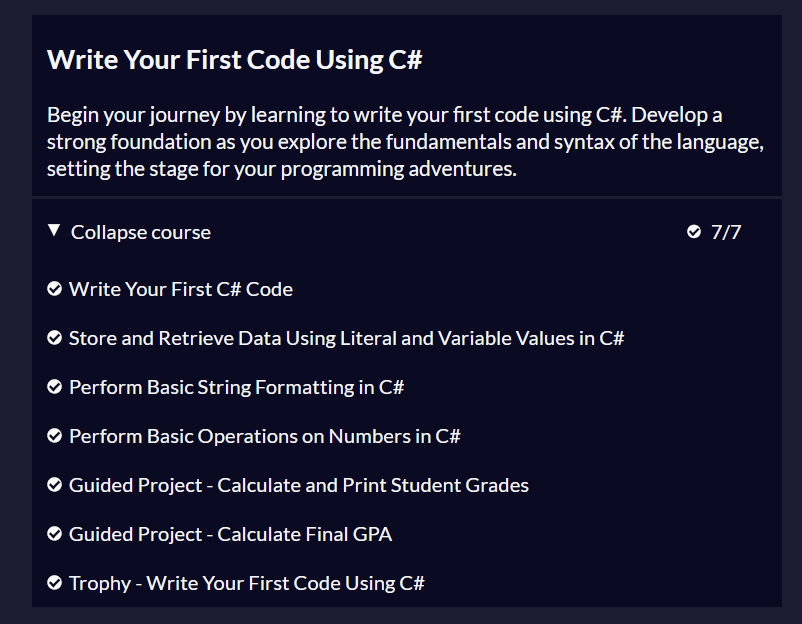 Write Your First Code Using C#
Begin your journey by learning to write your first code using C#. Develop a
strong foundation as you explore the fundamentals and syntax of the language,
setting the stage for your programming adventures.
Collapse course 7/7
Write Your First C# Code
Store and Retrieve Data Using Literal and Variable Values in C#
Perform Basic String Formatting in C#
Perform Basic Operations on Numbers in C#
Guided Project - Calculate and Print Student Grades
Guided Project - Calculate Final GPA
Trophy - Write Your First Code Using C#